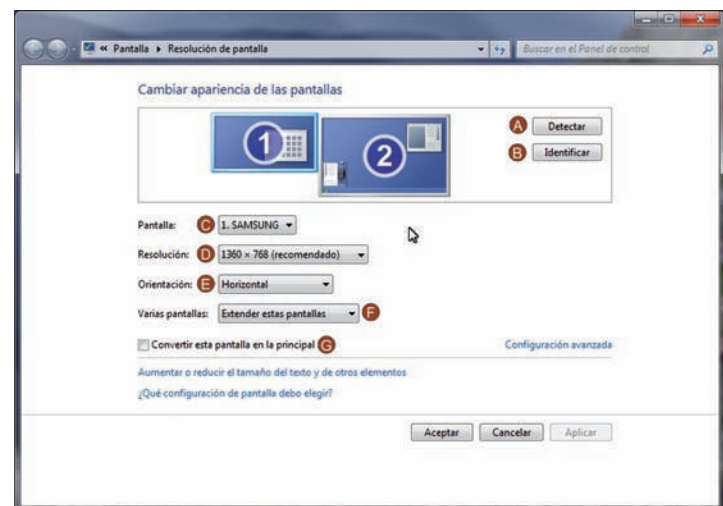 « Pantalla ▸ Resolución de pantalla
Buscar en el Panel de control
Cambiar apariencia de las pantallas
1
2
A Detectar
B Identificar
Pantalla: C 1. SAMSUNG
Resolución: D 1360 × 768 (recomendado)
Orientación: E Horizontal
Varias pantallas: Extender estas pantallas F
Convertir esta pantalla en la principal G
Configuración avanzada
Aumentar o reducir el tamaño del texto y de otros elementos
¿Qué configuración de pantalla debo elegir?
Aceptar Cancelar Aplicar